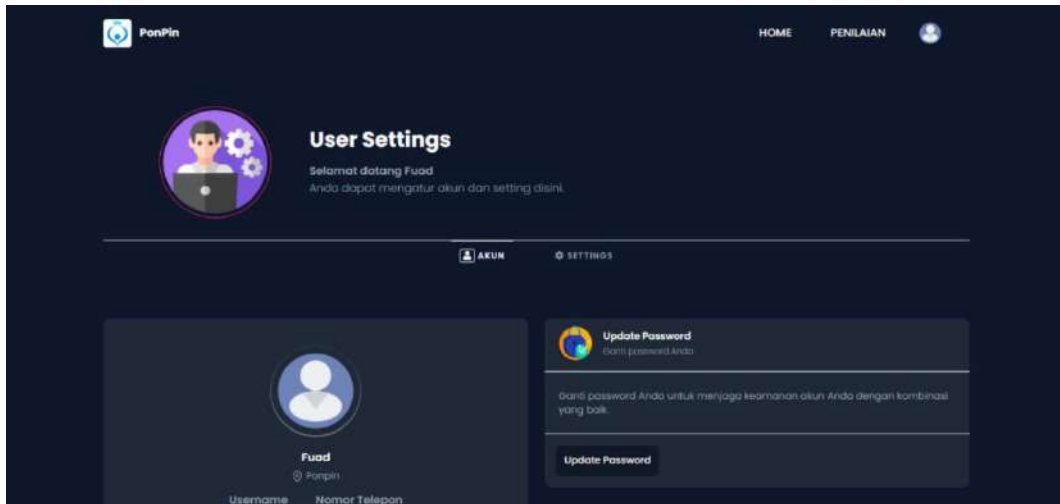 PonPin
HOME PENILAIAN
User Settings
Selamat datang Fuad
Anda dapat mengatur akun dan setting disini.
AKUN SETTINGS
Update Password
Ganti password Anda
Ganti password Anda untuk menjaga keamanan akun Anda dengan kombinasi
yang baik.
Update Password
Fuad
Ponpin
Username Nomor Telepon